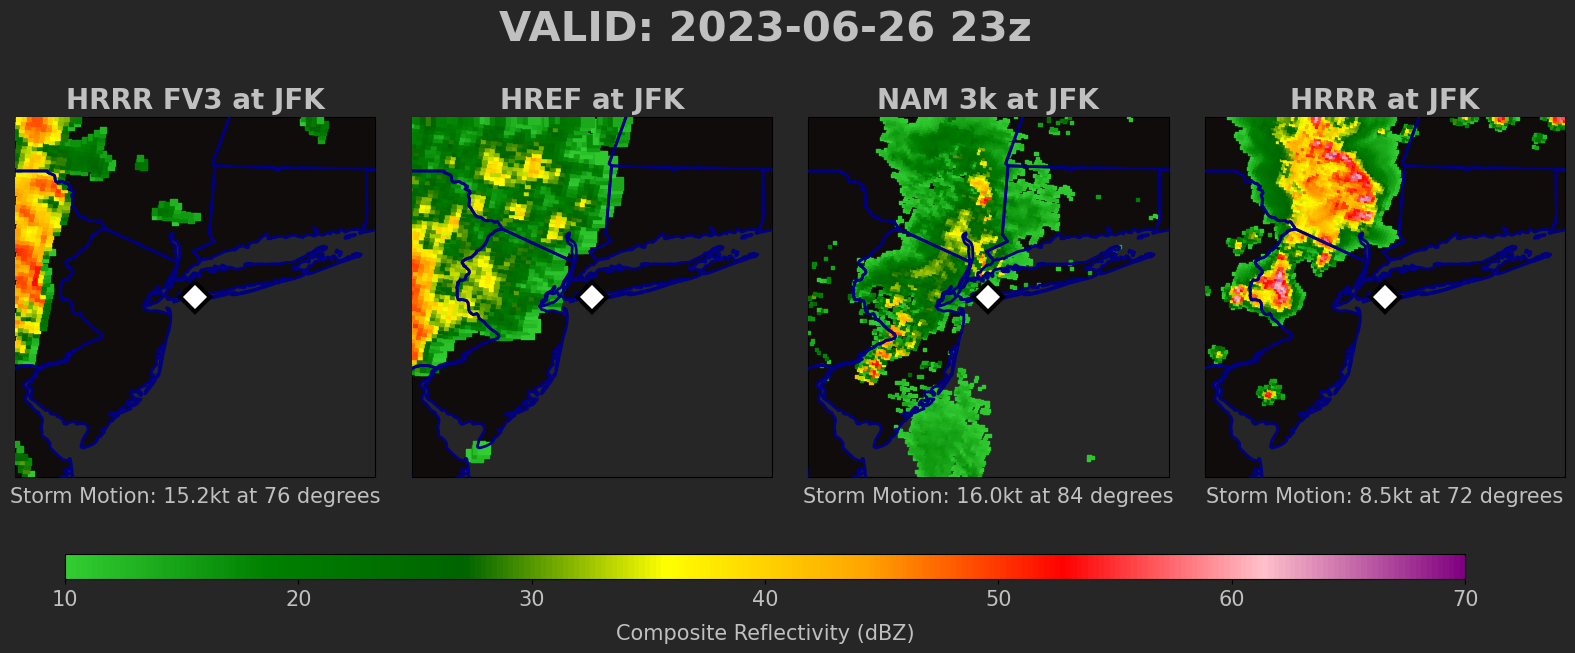 VALID: 2023-06-26 23z
HRRR FV3 at JFK
HREF at JFK
NAM 3k at JFK
HRRR at JFK
Storm Motion: 15.2kt at 76 degrees
Storm Motion: 16.0kt at 84 degrees
Storm Motion: 8.5kt at 72 degrees
10 20 30 40 50 60 70
Composite Reflectivity (dBZ)